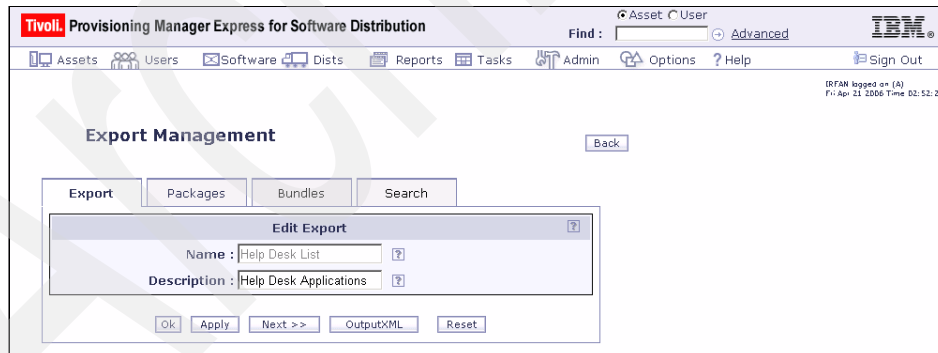 Tivoli. Provisioning Manager Express for Software Distribution
Asset User
Find :
Advanced
IBM®
Assets Users Software Dists Reports Tasks Admin Options ? Help Sign Out
IRFAN logged on (A)
Fri Apr 21 2006 Time 02:52:2
Export Management
Back
Export Packages Bundles Search
Edit Export ?
Name : Help Desk List ?
Description : Help Desk Applications ?
Ok Apply Next >> OutputXML Reset